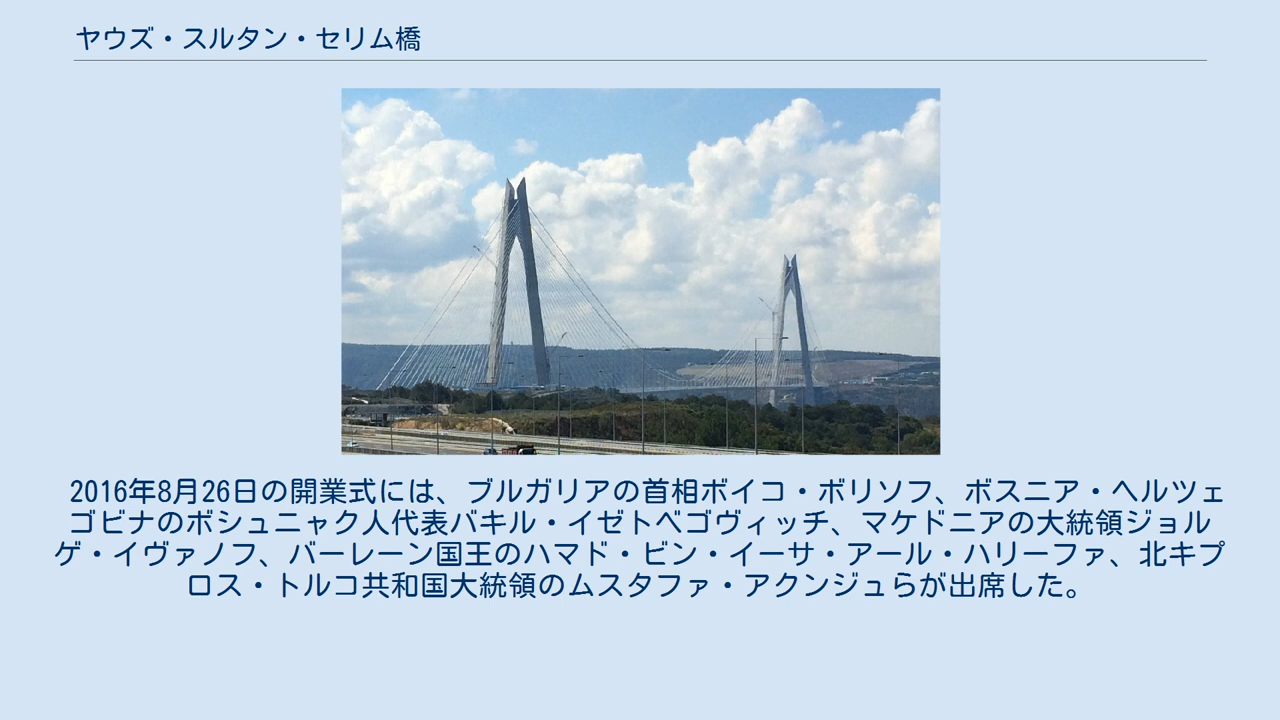 ヤウズ・スルタン・セリム橋
2016年8月26日の開業式には、ブルガリアの首相ボイコ・ボリソフ、ボスニア・ヘルツェ
ゴビナのボシュニャク人代表バキル・イゼトベゴヴィッチ、マケドニアの大統領ジョル
ゲ・イヴァノフ、バーレーン国王のハマド・ビン・イーサ・アール・ハリーファ、北キプ
ロス・トルコ共和国大統領のムスタファ・アクンジュらが出席した。